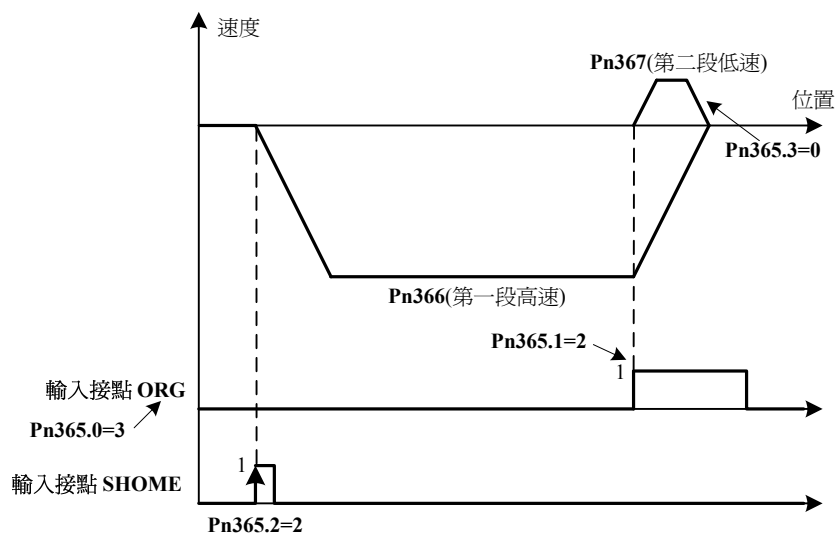 速度
Pn367(第二段低速)
位置
Pn365.3=0
Pn366(第一段高速)
Pn365.1=2
1
輸入接點 ORG
Pn365.0=3
1
輸入接點 SHOME
Pn365.2=2